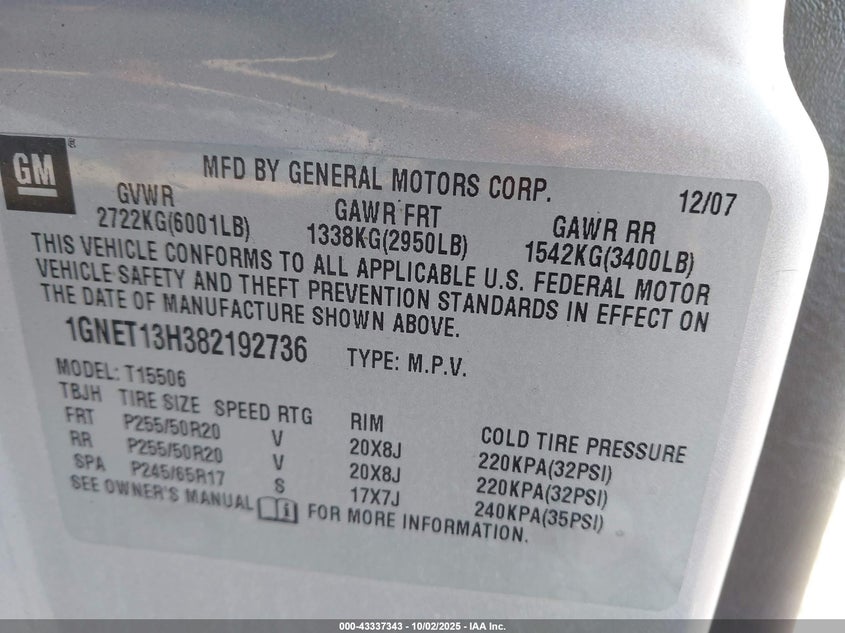 GM ®
MFD BY GENERAL MOTORS CORP. 12/07
GVWR GAWR FRT GAWR RR
2722KG(6001LB) 1338KG(2950LB) 1542KG(3400LB)
THIS VEHICLE CONFORMS TO ALL APPLICABLE U.S. FEDERAL MOTOR
VEHICLE SAFETY AND THEFT PREVENTION STANDARDS IN EFFECT ON
THE DATE OF MANUFACTURE SHOWN ABOVE.
1GNET13H382192736 TYPE: M.P.V.
MODEL: T15506
TBJH TIRE SIZE SPEED RTG RIM COLD TIRE PRESSURE
FRT P255/50R20 V 20X8J 220KPA(32PSI)
RR P255/50R20 V 20X8J 220KPA(32PSI)
SPA P245/65R17 S 17X7J 240KPA(35PSI)
SEE OWNER'S MANUAL i FOR MORE INFORMATION.
000-43337343 - 10/02/2025 - IAA Inc.